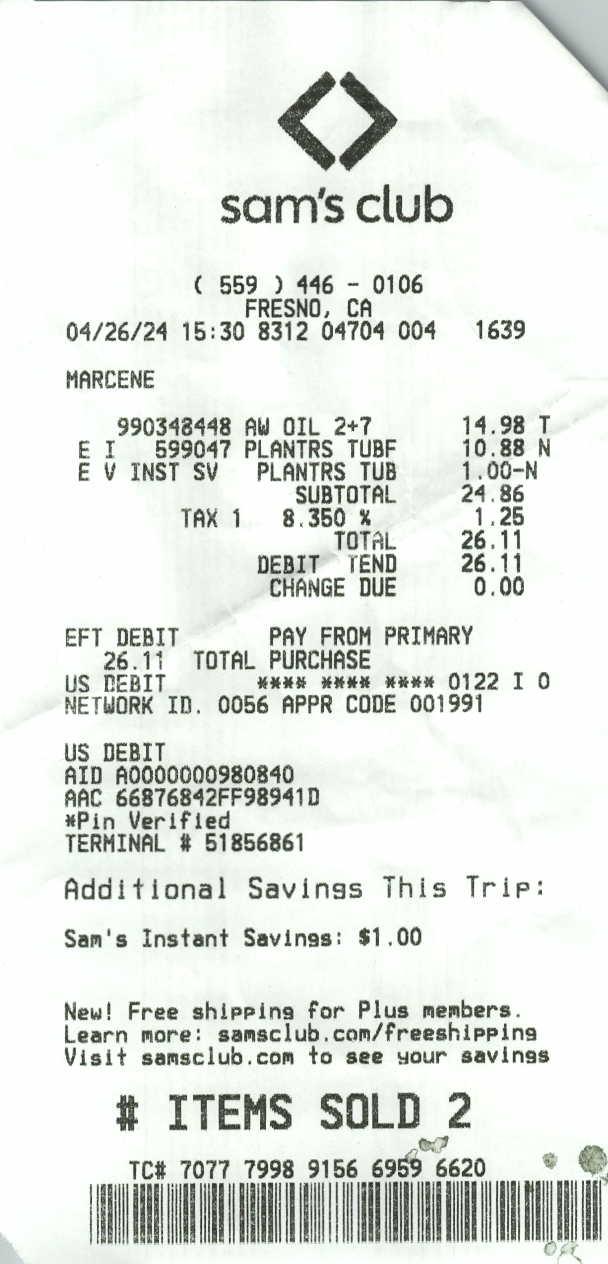 sam's club
( 559 ) 446 - 0106
FRESNO, CA
04/26/24 15:30 8312 04704 004 1639
MARCENE
990348448 AW OIL 2+7 14.98 T
E I 599047 PLANTRS TUBF 10.88 N
E V INST SV PLANTRS TUB 1.00-N
SUBTOTAL 24.86
TAX 1 8.350 % 1.25
TOTAL 26.11
DEBIT TEND 26.11
CHANGE DUE 0.00
EFT DEBIT PAY FROM PRIMARY
26.11 TOTAL PURCHASE
US DEBIT **** **** **** 0122 I 0
NETWORK ID. 0056 APPR CODE 001991
US DEBIT
AID A0000000980840
AAC 66876842FF98941D
*Pin Verified
TERMINAL # 51856861
Additional Savings This Trip:
Sam's Instant Savings: $1.00
New! Free shipping for Plus members.
Learn more: samsclub.com/freeshipping
Visit samsclub.com to see your savings
# ITEMS SOLD 2
TC# 7077 7998 9156 6959 6620